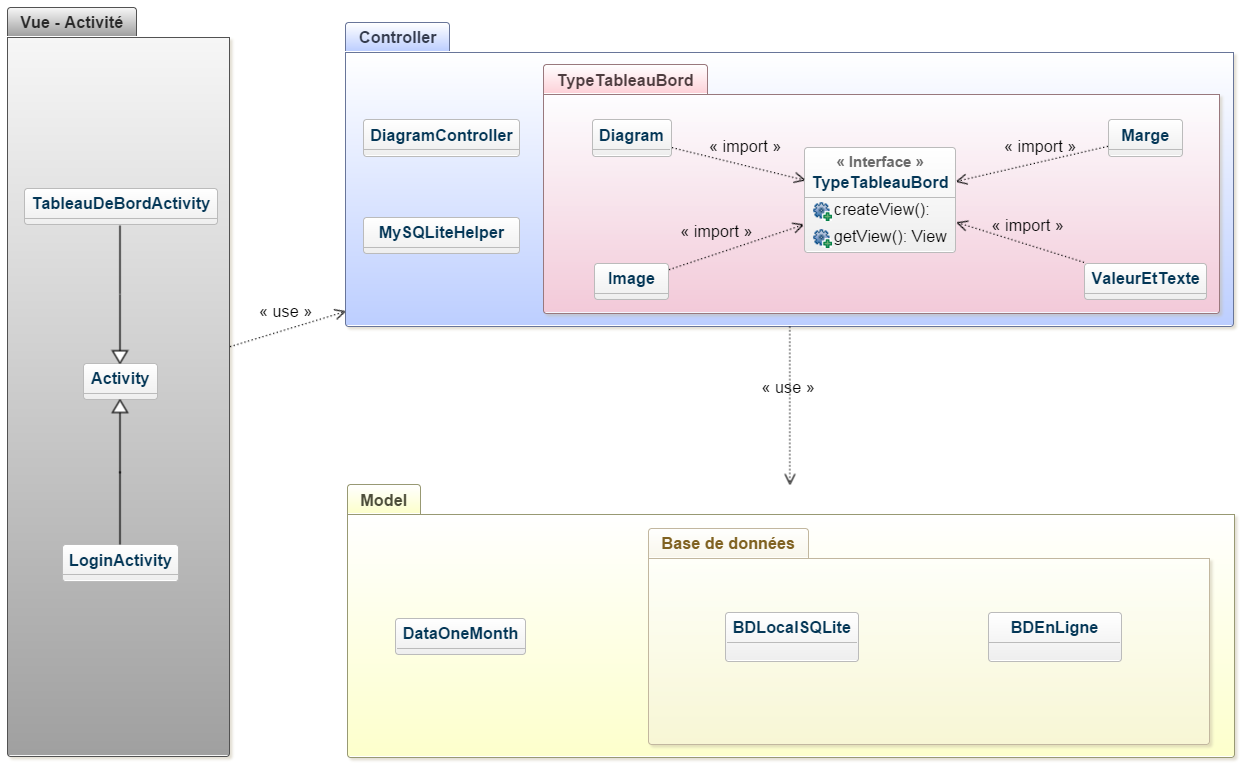 Vue - Activité
TableauDeBordActivity
Activity
LoginActivity
« use »
Controller
DiagramController
MySQLiteHelper
TypeTableauBord
Diagram
« import »
« Interface »
TypeTableauBord
createView():
getView(): View
« import »
Marge
« import »
Image
« import »
ValeurEtTexte
« use »
Model
DataOneMonth
Base de données
BDLocalSQLite
BDEnLigne